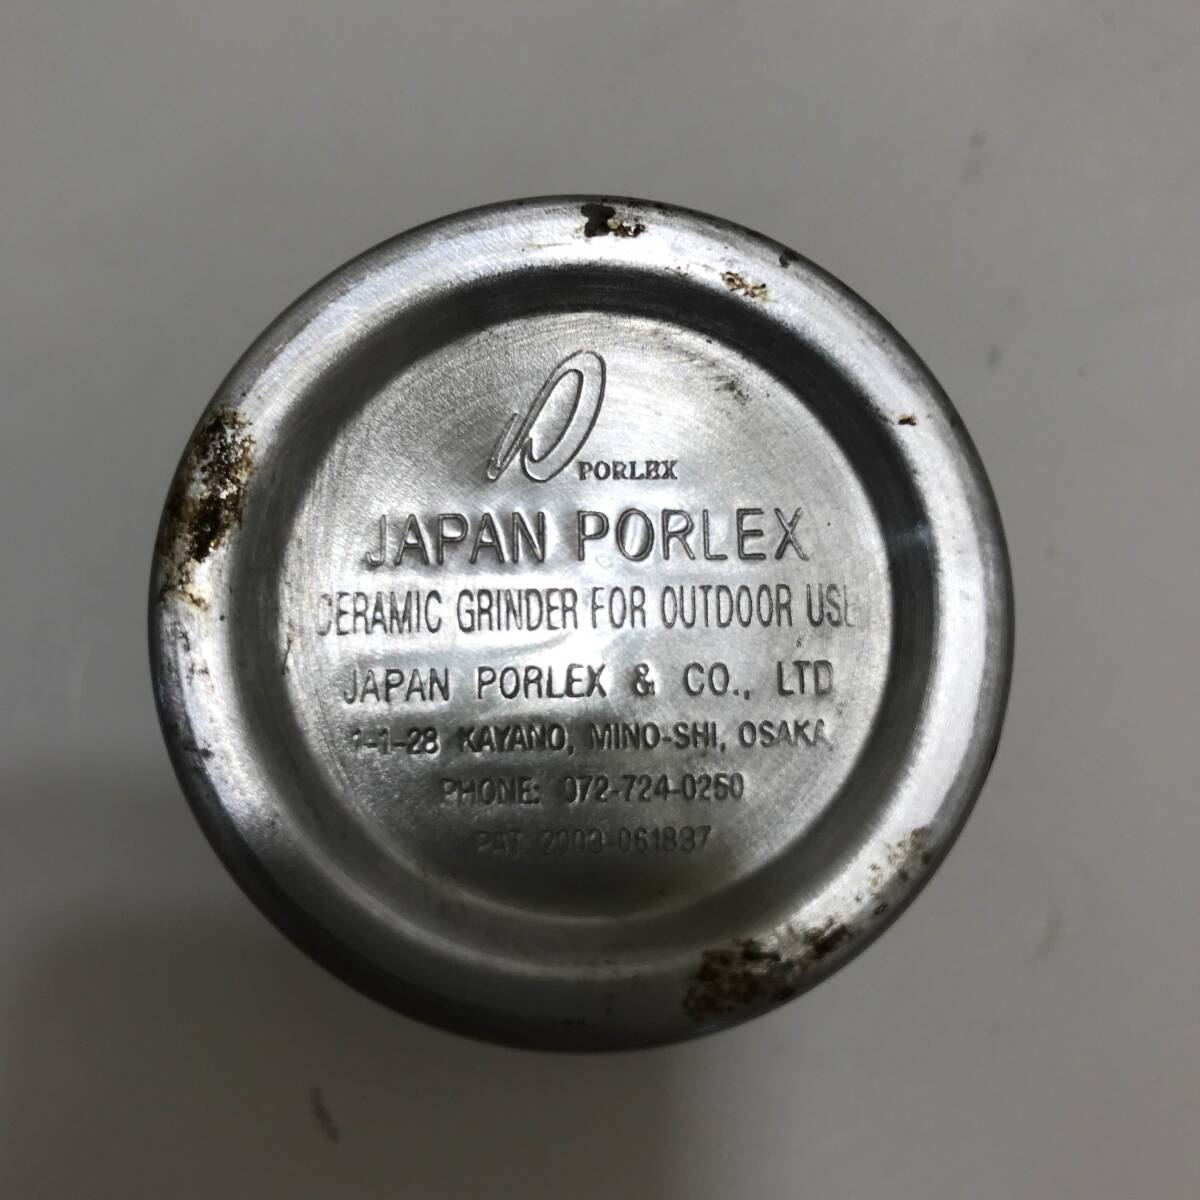 PORLEX
JAPAN PORLEX
CERAMIC GRINDER FOR OUTDOOR USE
JAPAN PORLEX & CO., LTD
1-1-28 KAYANO, MINO-SHI, OSAKA
PHONE: 072-724-0250
PAT. 2003-061837